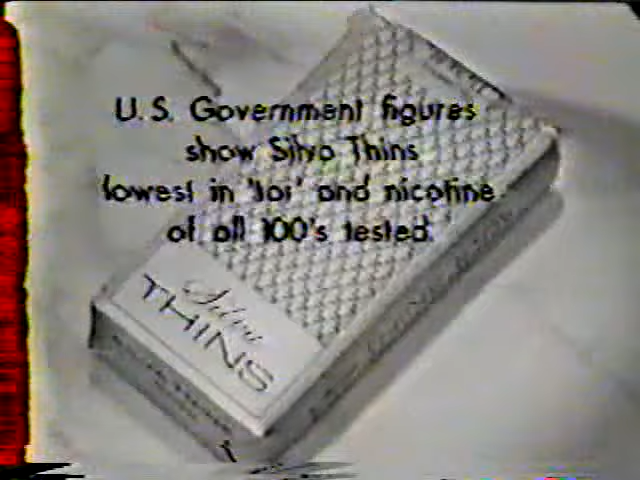 U.S. Government figures
show Silva Thins
lowest in 'tar' and nicotine
of all 100's tested.
Silva
THINS